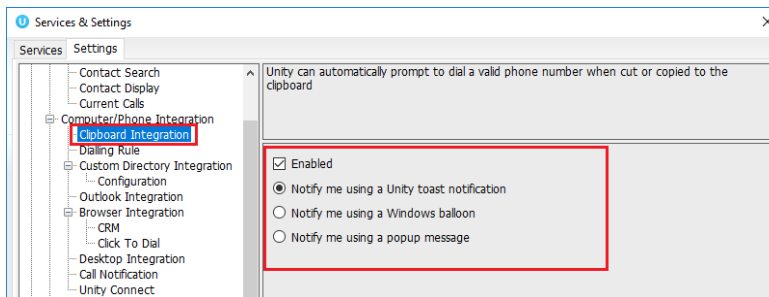 Services & Settings
Services Settings
Contact Search
Contact Display
Current Calls
Computer/Phone Integration
Clipboard Integration
Dialling Rule
Custom Directory Integration
Configuration
Outlook Integration
Browser Integration
CRM
Click To Dial
Desktop Integration
Call Notification
Unity Connect
Unity can automatically prompt to dial a valid phone number when cut or copied to the
clipboard
Enabled
Notify me using a Unity toast notification
Notify me using a Windows balloon
Notify me using a popup message